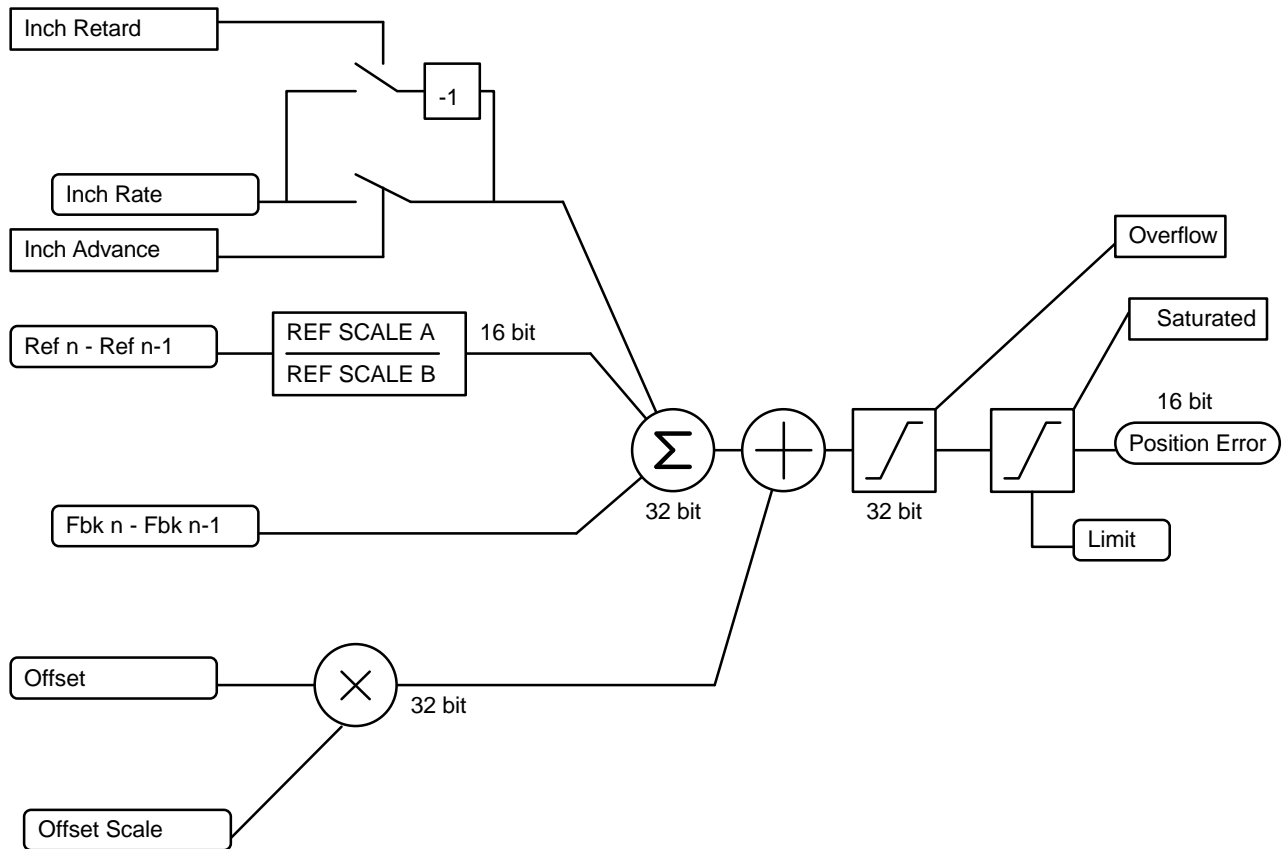 Inch Retard
-1
Inch Rate
Inch Advance
Overflow
Saturated
Ref n - Ref n-1
REF SCALE A
REF SCALE B
16 bit
16 bit
Position Error
Σ
32 bit
32 bit
Fbk n - Fbk n-1
Limit
Offset
32 bit
Offset Scale